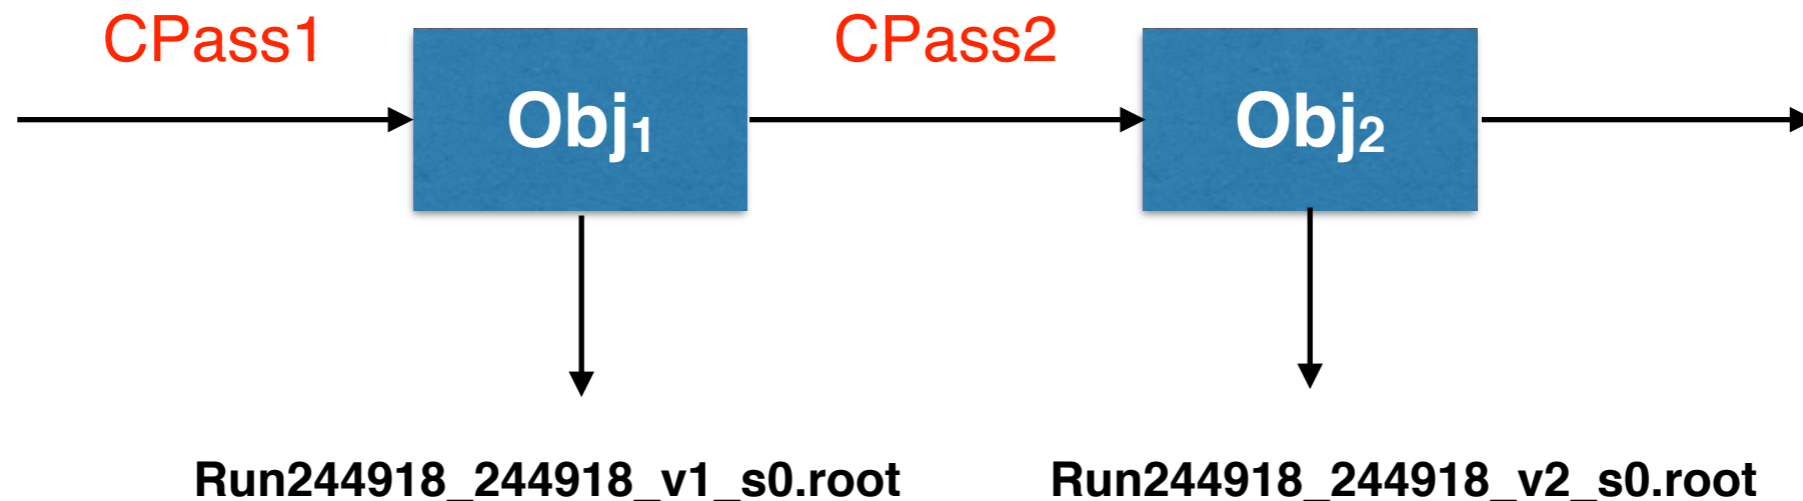 CPass1
CPass2
Obj₁
Obj₂
Run244918_244918_v1_s0.root
Run244918_244918_v2_s0.root